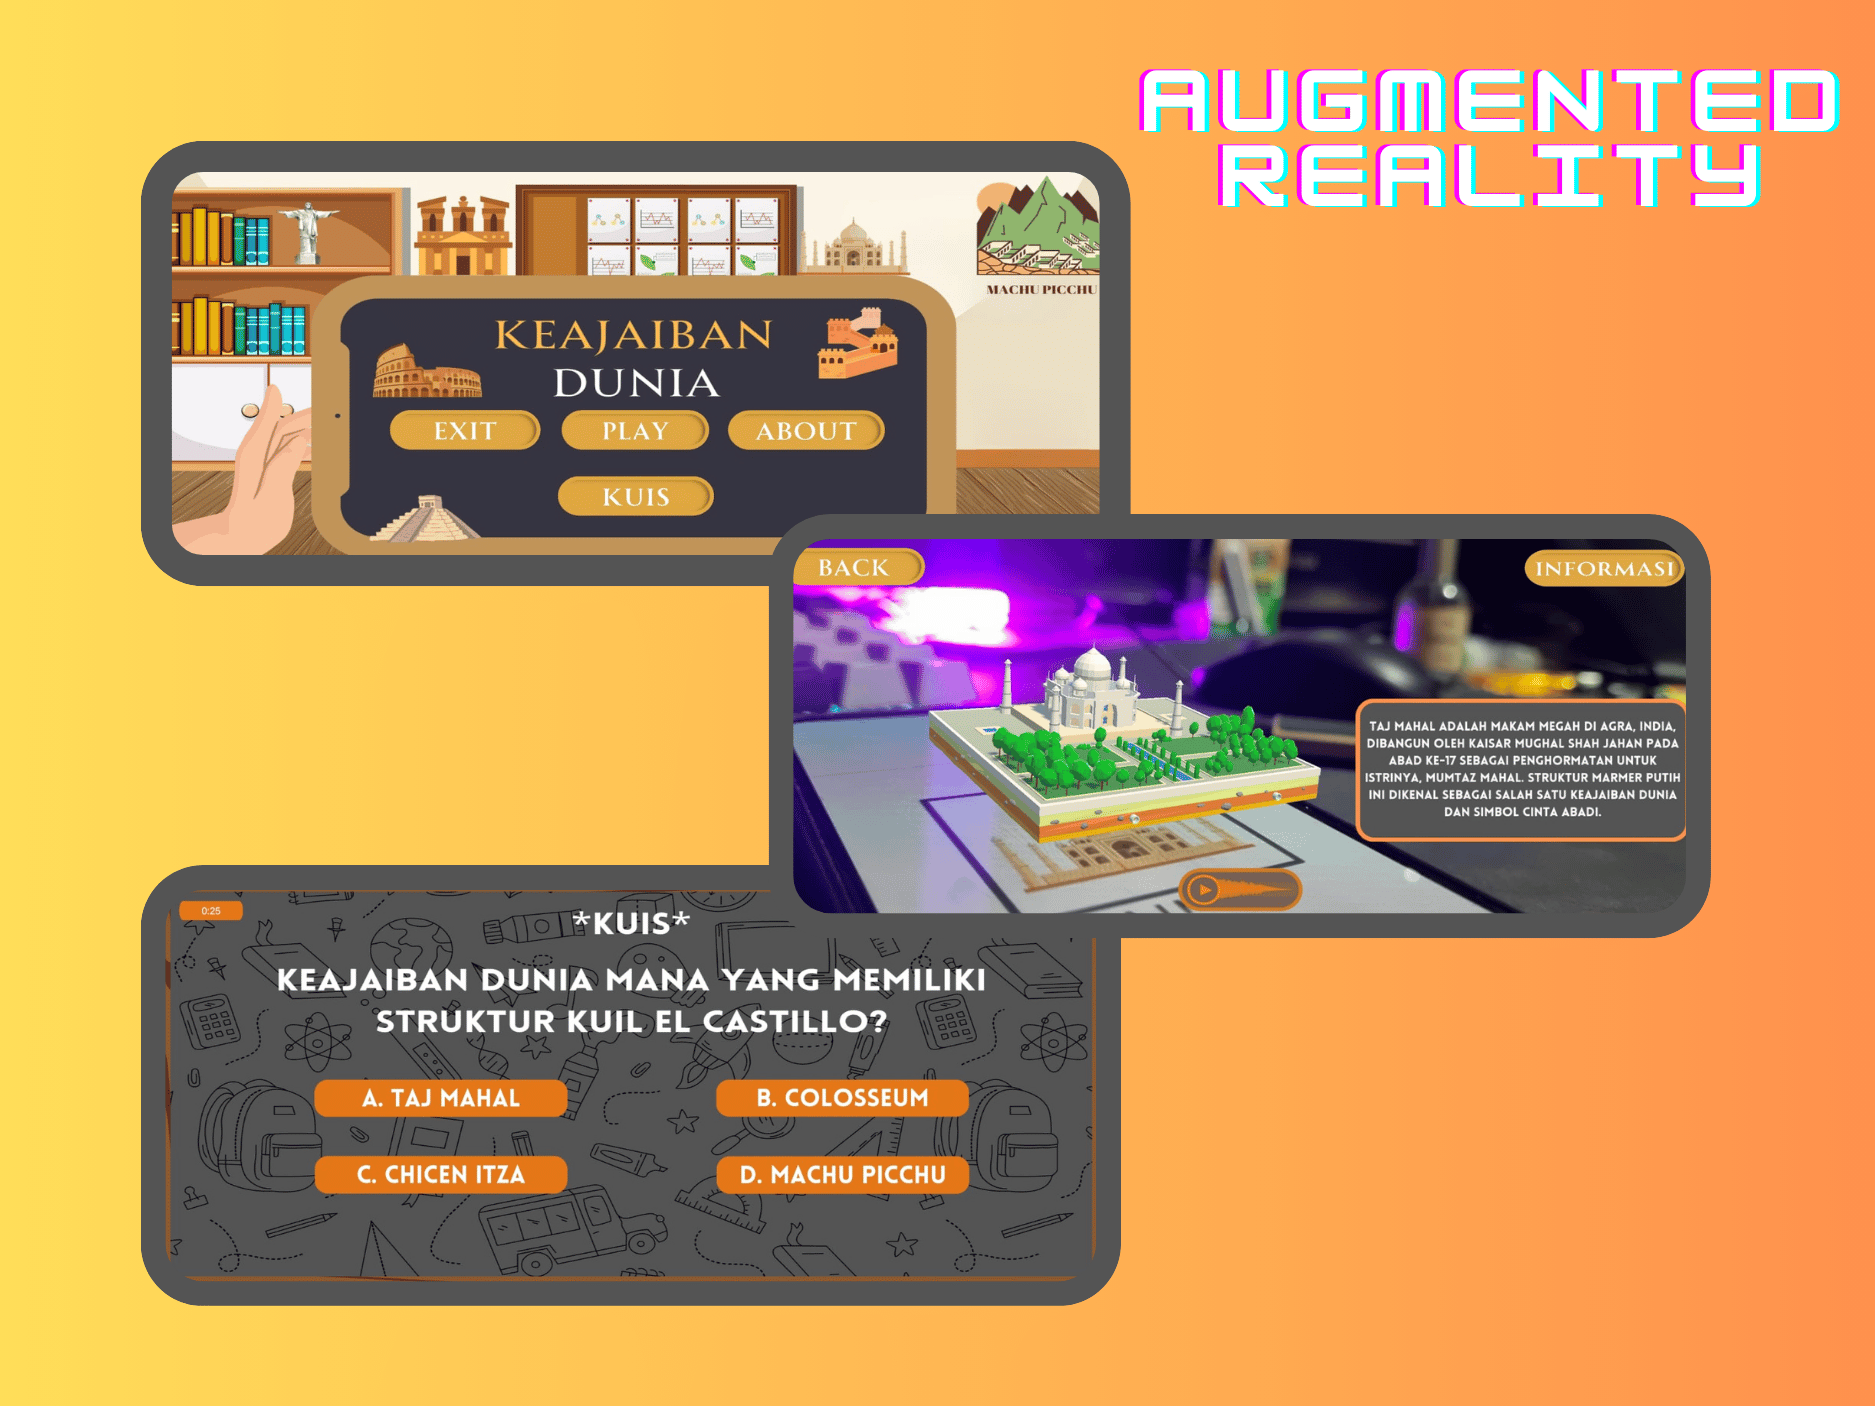 AUGMENTED
REALITY
MACHU PICCHU
KEAJAIBAN
DUNIA
EXIT
PLAY
ABOUT
KUIS
BACK
INFORMASI
TAJ MAHAL ADALAH MAKAM MEGAH DI AGRA, INDIA,
DIBANGUN OLEH KAISAR MUGHAL SHAH JAHAN PADA
ABAD KE-17 SEBAGAI PENGHORMATAN UNTUK
ISTRINYA, MUMTAZ MAHAL. STRUKTUR MARMER PUTIH
INI DIKENAL SEBAGAI SALAH SATU KEAJAIBAN DUNIA
DAN SIMBOL CINTA ABADI.
0:25
*KUIS*
KEAJAIBAN DUNIA MANA YANG MEMILIKI
STRUKTUR KUIL EL CASTILLO?
A. TAJ MAHAL
B. COLOSSEUM
C. CHICEN ITZA
D. MACHU PICCHU